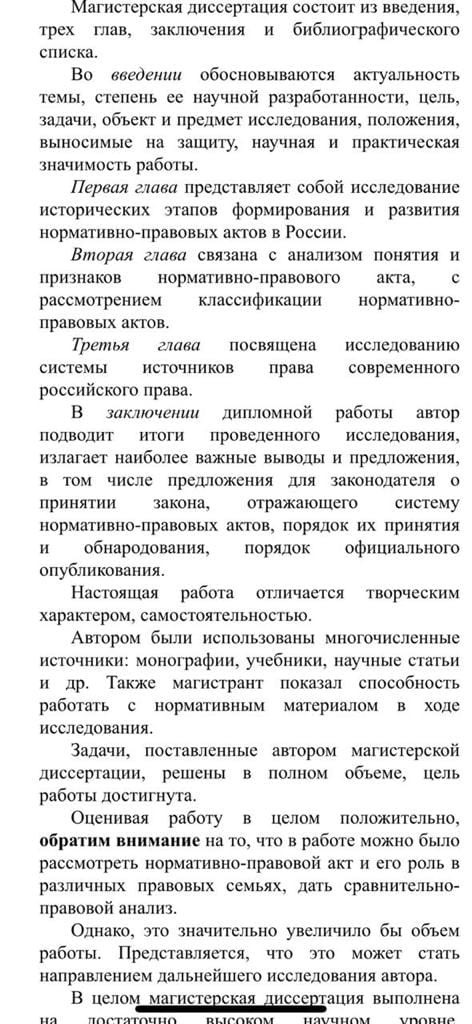 Магистерская диссертация состоит из введения,
трех глав, заключения и библиографического
списка.
Во введении обосновываются актуальность
темы, степень ее научной разработанности, цель,
задачи, объект и предмет исследования, положения,
выносимые на защиту, научная и практическая
значимость работы.
Первая глава представляет собой исследование
исторических этапов формирования и развития
нормативно-правовых актов в России.
Вторая глава связана с анализом понятия и
признаков нормативно-правового акта, с
рассмотрением классификации нормативно-
правовых актов.
Третья глава посвящена исследованию
системы источников права современного
российского права.
В заключении дипломной работы автор
подводит итоги проведенного исследования,
излагает наиболее важные выводы и предложения,
в том числе предложения для законодателя о
принятии закона, отражающего систему
нормативно-правовых актов, порядок их принятия
и обнародования, порядок официального
опубликования.
Настоящая работа отличается творческим
характером, самостоятельностью.
Автором были использованы многочисленные
источники: монографии, учебники, научные статьи
и др. Также магистрант показал способность
работать с нормативным материалом в ходе
исследования.
Задачи, поставленные автором магистерской
диссертации, решены в полном объеме, цель
работы достигнута.
Оценивая работу в целом положительно,
обратим внимание на то, что в работе можно было
рассмотреть нормативно-правовой акт и его роль в
различных правовых семьях, дать сравнительно-
правовой анализ.
Однако, это значительно увеличило бы объем
работы. Представляется, что это может стать
направлением дальнейшего исследования автора.
В целом магистерская диссертация выполнена
на достаточно высоком научном уровне